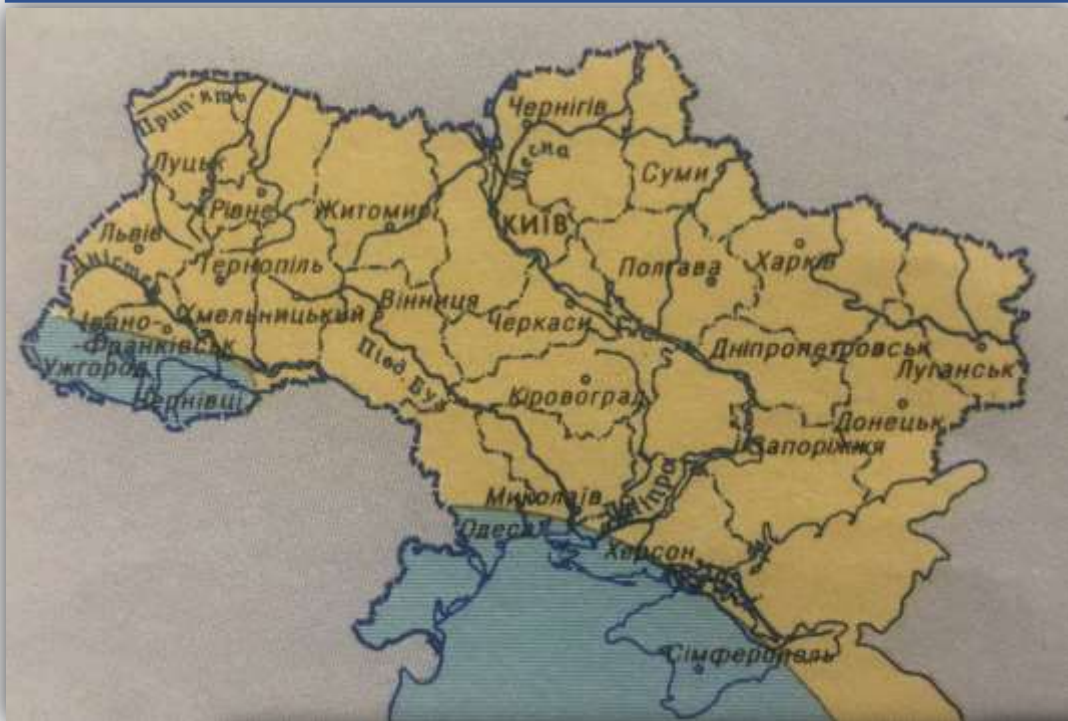 Чернігів
Прип'ять
Десна
Луцьк
Суми
Рівне
Житомир
КИЇВ
Львів
Дністер
Тернопіль
Полтава
Харків
Хмельницький
Вінниця
Черкаси
Івано-
Франківськ
Дніпропетровськ
Ужгород
Луганськ
Півд. Буг
Чернівці
Кіровоград
Донецьк
Запоріжжя
Дніпро
Миколаїв
Одеса
Херсон
Сімферополь